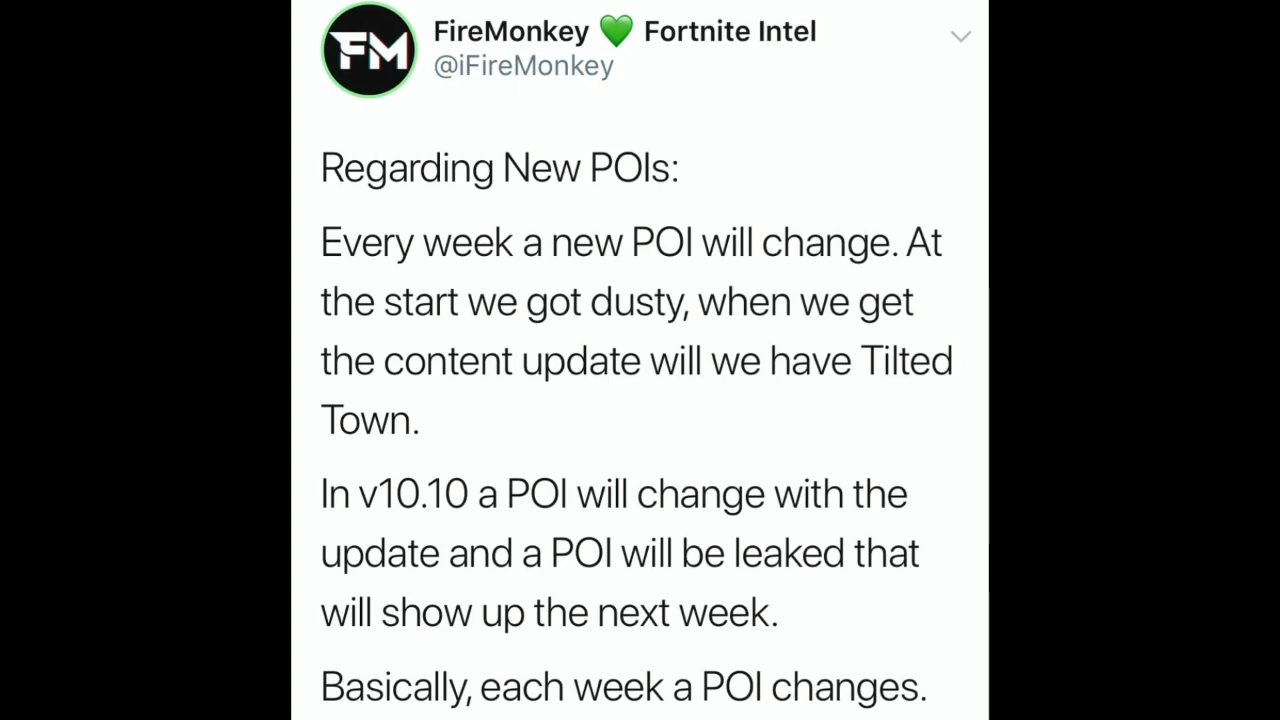 FM
FireMonkey 💚 Fortnite Intel
@iFireMonkey
Regarding New POIs:
Every week a new POI will change. At
the start we got dusty, when we get
the content update will we have Tilted
Town.
In v10.10 a POI will change with the
update and a POI will be leaked that
will show up the next week.
Basically, each week a POI changes.